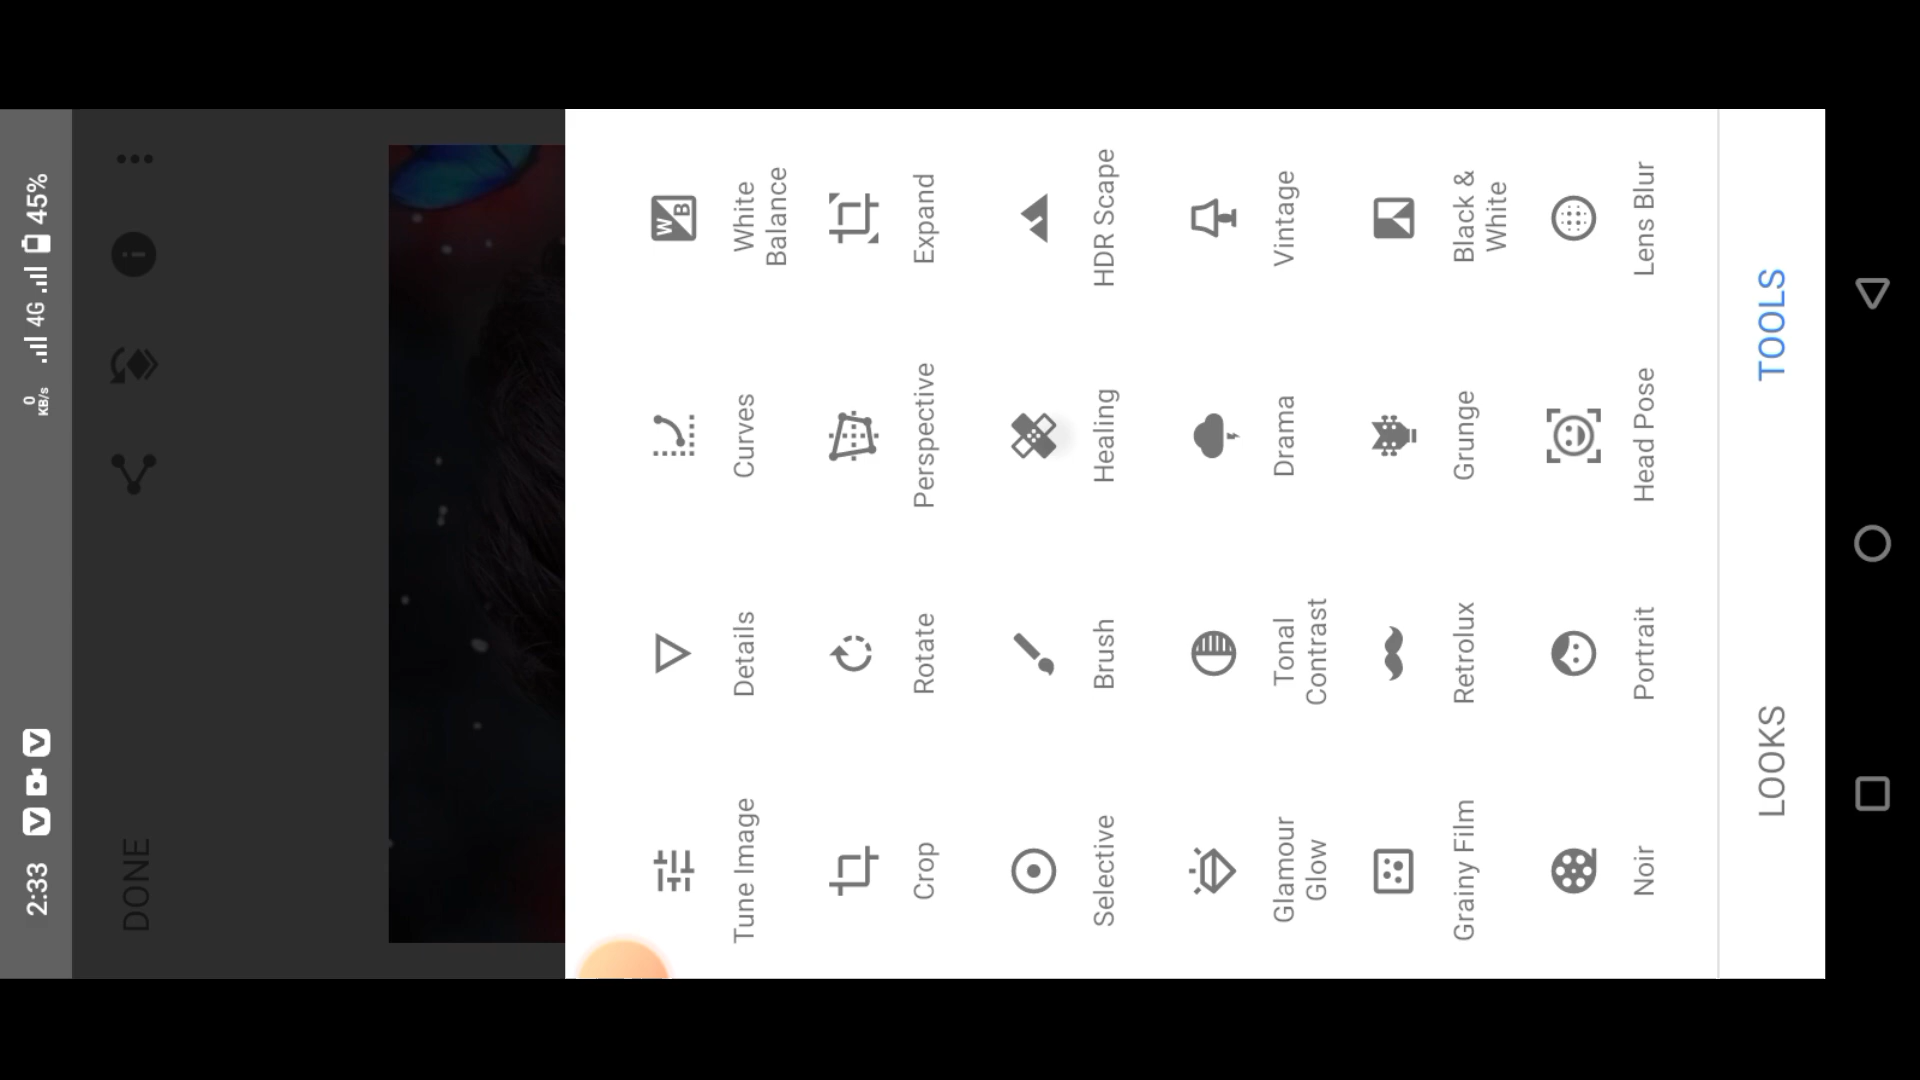 2:33
0
KB/s
4G
45%
DONE
Tune Image
Details
Curves
White
Balance
Crop
Rotate
Perspective
Expand
Selective
Brush
Healing
HDR Scape
Glamour
Glow
Tonal
Contrast
Drama
Vintage
Grainy Film
Retrolux
Grunge
Black &
White
Noir
Portrait
Head Pose
Lens Blur
LOOKS
TOOLS